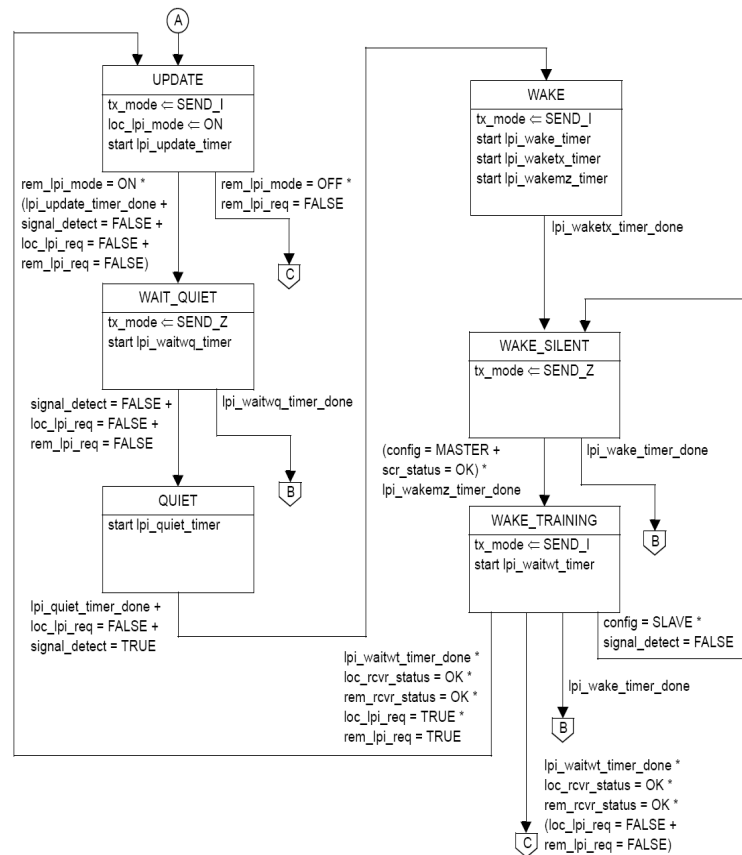 A
UPDATE
tx_mode ⇐ SEND_I
loc_lpi_mode ⇐ ON
start lpi_update_timer
rem_lpi_mode = ON *
(lpi_update_timer_done +
signal_detect = FALSE +
loc_lpi_req = FALSE +
rem_lpi_req = FALSE)
rem_lpi_mode = OFF *
rem_lpi_req = FALSE
C
WAIT_QUIET
tx_mode ⇐ SEND_Z
start lpi_waitwq_timer
signal_detect = FALSE +
loc_lpi_req = FALSE +
rem_lpi_req = FALSE
lpi_waitwq_timer_done
B
QUIET
start lpi_quiet_timer
lpi_quiet_timer_done +
loc_lpi_req = FALSE +
signal_detect = TRUE
WAKE
tx_mode ⇐ SEND_I
start lpi_wake_timer
start lpi_waketx_timer
start lpi_wakemz_timer
lpi_waketx_timer_done
WAKE_SILENT
tx_mode ⇐ SEND_Z
(config = MASTER +
scr_status = OK) *
lpi_wakemz_timer_done
lpi_wake_timer_done
B
WAKE_TRAINING
tx_mode ⇐ SEND_I
start lpi_waitwt_timer
config = SLAVE *
signal_detect = FALSE
lpi_waitwt_timer_done *
loc_rcvr_status = OK *
rem_rcvr_status = OK *
loc_lpi_req = TRUE *
rem_lpi_req = TRUE
lpi_wake_timer_done
B
lpi_waitwt_timer_done *
loc_rcvr_status = OK *
rem_rcvr_status = OK *
(loc_lpi_req = FALSE +
rem_lpi_req = FALSE)
C